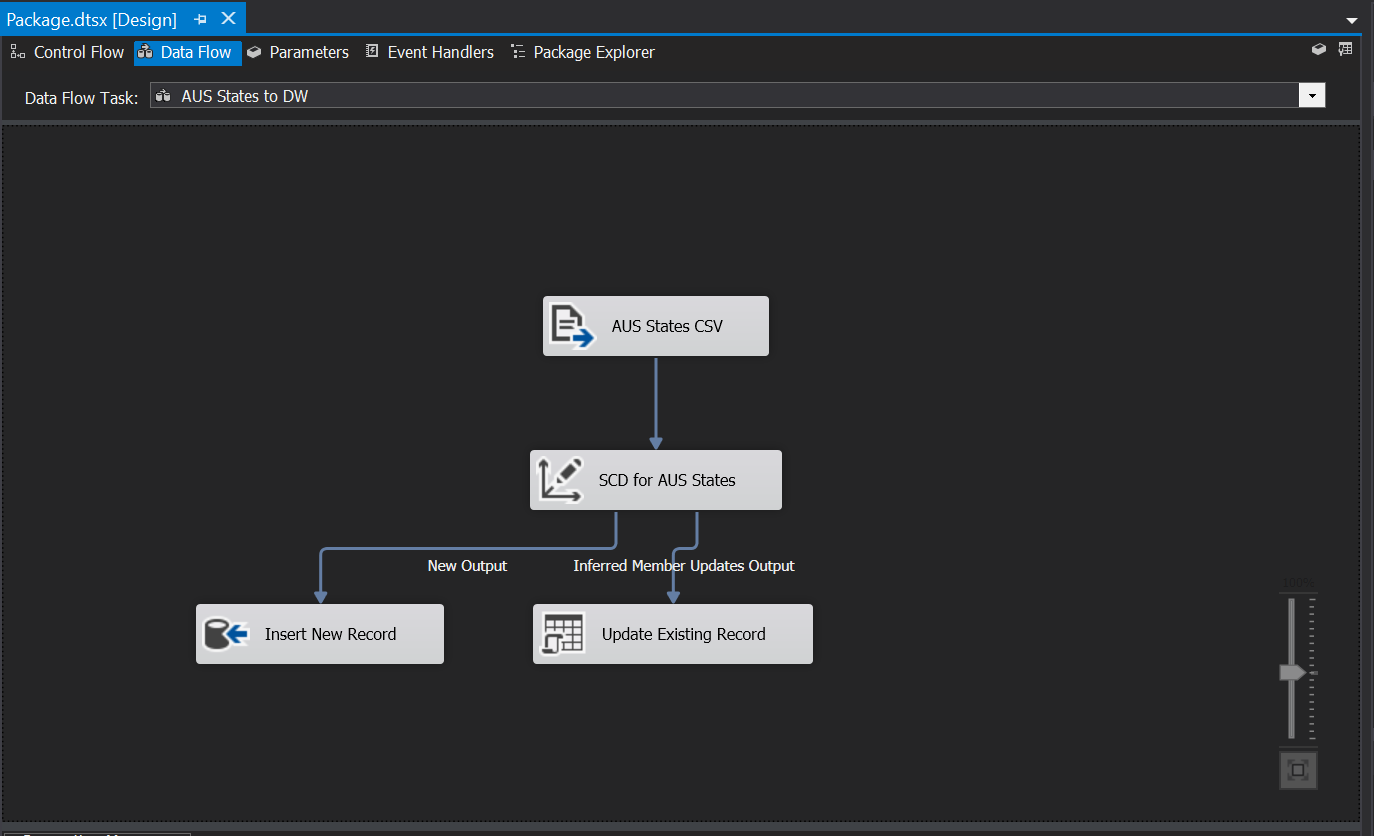 Package.dtsx [Design]
Control Flow Data Flow Parameters Event Handlers Package Explorer
Data Flow Task: AUS States to DW
AUS States CSV
SCD for AUS States
New Output Inferred Member Updates Output
100%
Insert New Record Update Existing Record